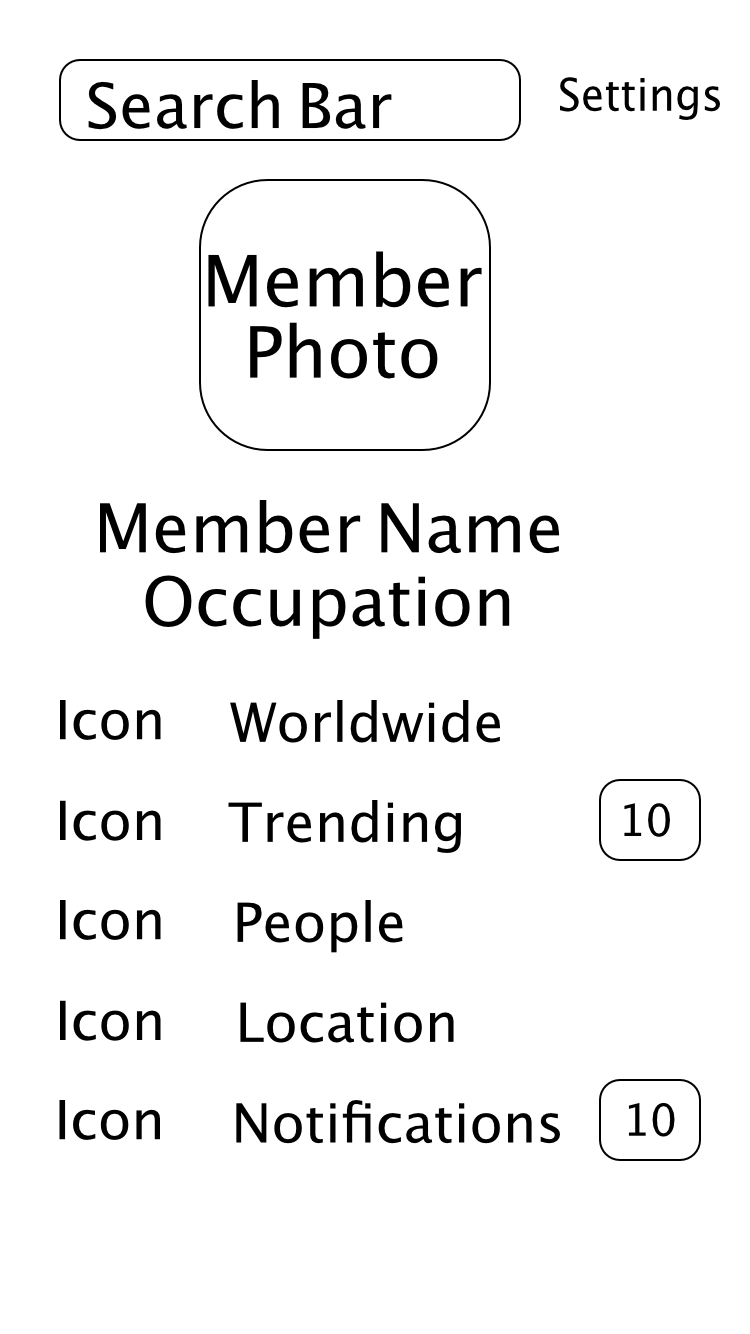 Search Bar Settings
Member
Photo
Member Name
Occupation
Icon Worldwide
Icon Trending 10
Icon People
Icon Location
Icon Notifications 10